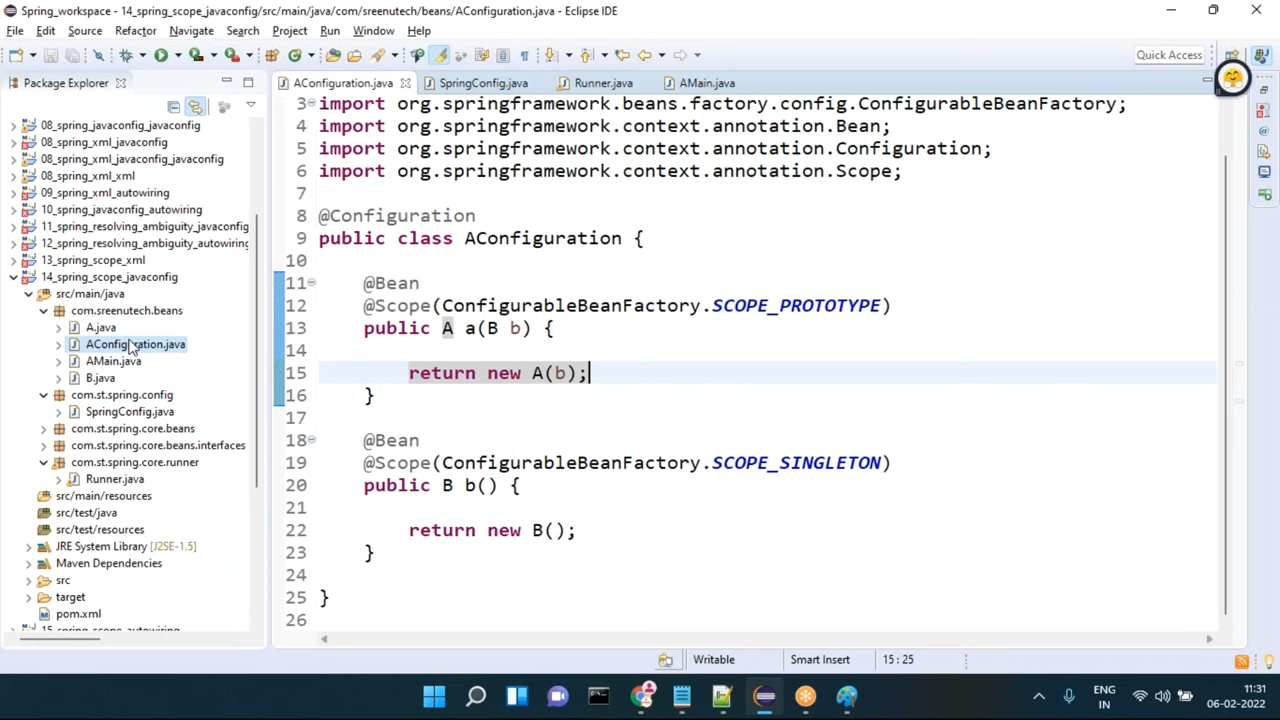 Spring_workspace - 14_spring_scope_javaconfig/src/main/java/com/sreenutech/beans/AConfiguration.java - Eclipse IDE
File Edit Source Refactor Navigate Search Project Run Window Help
Quick Access
Package Explorer
08_spring_javaconfig_javaconfig
08_spring_xml_javaconfig
08_spring_xml_javaconfig_javaconfig
08_spring_xml_xml
09_spring_xml_autowiring
10_spring_javaconfig_autowiring
11_spring_resolving_ambiguity_javaconfig
12_spring_resolving_ambiguity_autowiring
13_spring_scope_xml
14_spring_scope_javaconfig
src/main/java
com.sreenutech.beans
A.java
AConfiguration.java
AMain.java
B.java
com.st.spring.config
SpringConfig.java
com.st.spring.core.beans
com.st.spring.core.beans.interfaces
com.st.spring.core.runner
Runner.java
src/main/resources
src/test/java
src/test/resources
JRE System Library [J2SE-1.5]
Maven Dependencies
src
target
pom.xml
15_spring_scope_autowiring
AConfiguration.java SpringConfig.java Runner.java AMain.java
3 import org.springframework.beans.factory.config.ConfigurableBeanFactory;
4 import org.springframework.context.annotation.Bean;
5 import org.springframework.context.annotation.Configuration;
6 import org.springframework.context.annotation.Scope;
7
8 @Configuration
9 public class AConfiguration {
10
11 @Bean
12 @Scope(ConfigurableBeanFactory.SCOPE_PROTOTYPE)
13 public A a(B b) {
14
15 return new A(b);
16 }
17
18 @Bean
19 @Scope(ConfigurableBeanFactory.SCOPE_SINGLETON)
20 public B b() {
21
22 return new B();
23 }
24
25 }
26
Writable Smart Insert 15 : 25
ENG
IN
11:31
06-02-2022